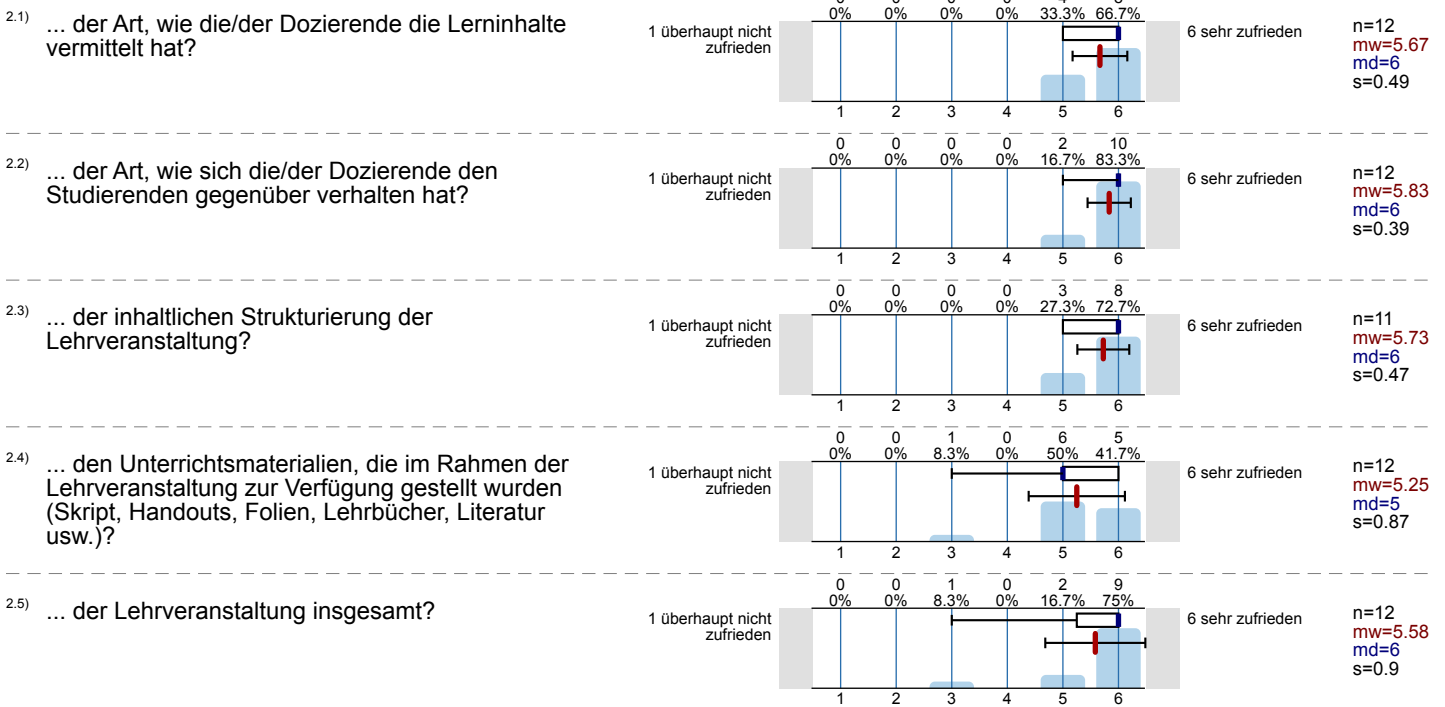 2.1) ... der Art, wie die/der Dozierende die Lerninhalte
vermittelt hat?
0% 0% 0% 0% 33.3% 66.7%
1 überhaupt nicht
zufrieden
6 sehr zufrieden
n=12
mw=5.67
md=6
s=0.49
1 2 3 4 5 6
2.2) ... der Art, wie sich die/der Dozierende den
Studierenden gegenüber verhalten hat?
0 0 0 0 2 10
0% 0% 0% 0% 16.7% 83.3%
1 überhaupt nicht
zufrieden
6 sehr zufrieden
n=12
mw=5.83
md=6
s=0.39
1 2 3 4 5 6
2.3) ... der inhaltlichen Strukturierung der
Lehrveranstaltung?
0 0 0 0 3 8
0% 0% 0% 0% 27.3% 72.7%
1 überhaupt nicht
zufrieden
6 sehr zufrieden
n=11
mw=5.73
md=6
s=0.47
1 2 3 4 5 6
2.4) ... den Unterrichtsmaterialien, die im Rahmen der
Lehrveranstaltung zur Verfügung gestellt wurden
(Skript, Handouts, Folien, Lehrbücher, Literatur
usw.)?
0 0 1 0 6 5
0% 0% 8.3% 0% 50% 41.7%
1 überhaupt nicht
zufrieden
6 sehr zufrieden
n=12
mw=5.25
md=5
s=0.87
1 2 3 4 5 6
2.5) ... der Lehrveranstaltung insgesamt?
0 0 1 0 2 9
0% 0% 8.3% 0% 16.7% 75%
1 überhaupt nicht
zufrieden
6 sehr zufrieden
n=12
mw=5.58
md=6
s=0.9
1 2 3 4 5 6